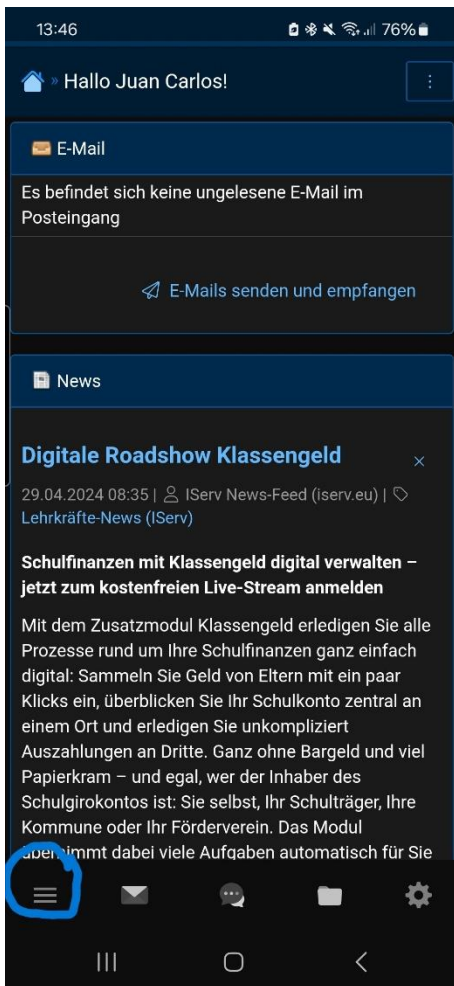 13:46 76%
» Hallo Juan Carlos!
E-Mail
Es befindet sich keine ungelesene E-Mail im
Posteingang
E-Mails senden und empfangen
News
Digitale Roadshow Klassengeld ×
29.04.2024 08:35 | IServ News-Feed (iserv.eu) |
Lehrkräfte-News (IServ)
Schulfinanzen mit Klassengeld digital verwalten –
jetzt zum kostenfreien Live-Stream anmelden
Mit dem Zusatzmodul Klassengeld erledigen Sie alle
Prozesse rund um Ihre Schulfinanzen ganz einfach
digital: Sammeln Sie Geld von Eltern mit ein paar
Klicks ein, überblicken Sie Ihr Schulkonto zentral an
einem Ort und erledigen Sie unkompliziert
Auszahlungen an Dritte. Ganz ohne Bargeld und viel
Papierkram – und egal, wer der Inhaber des
Schulgirokontos ist: Sie selbst, Ihr Schulträger, Ihre
Kommune oder Ihr Förderverein. Das Modul
übernimmt dabei viele Aufgaben automatisch für Sie